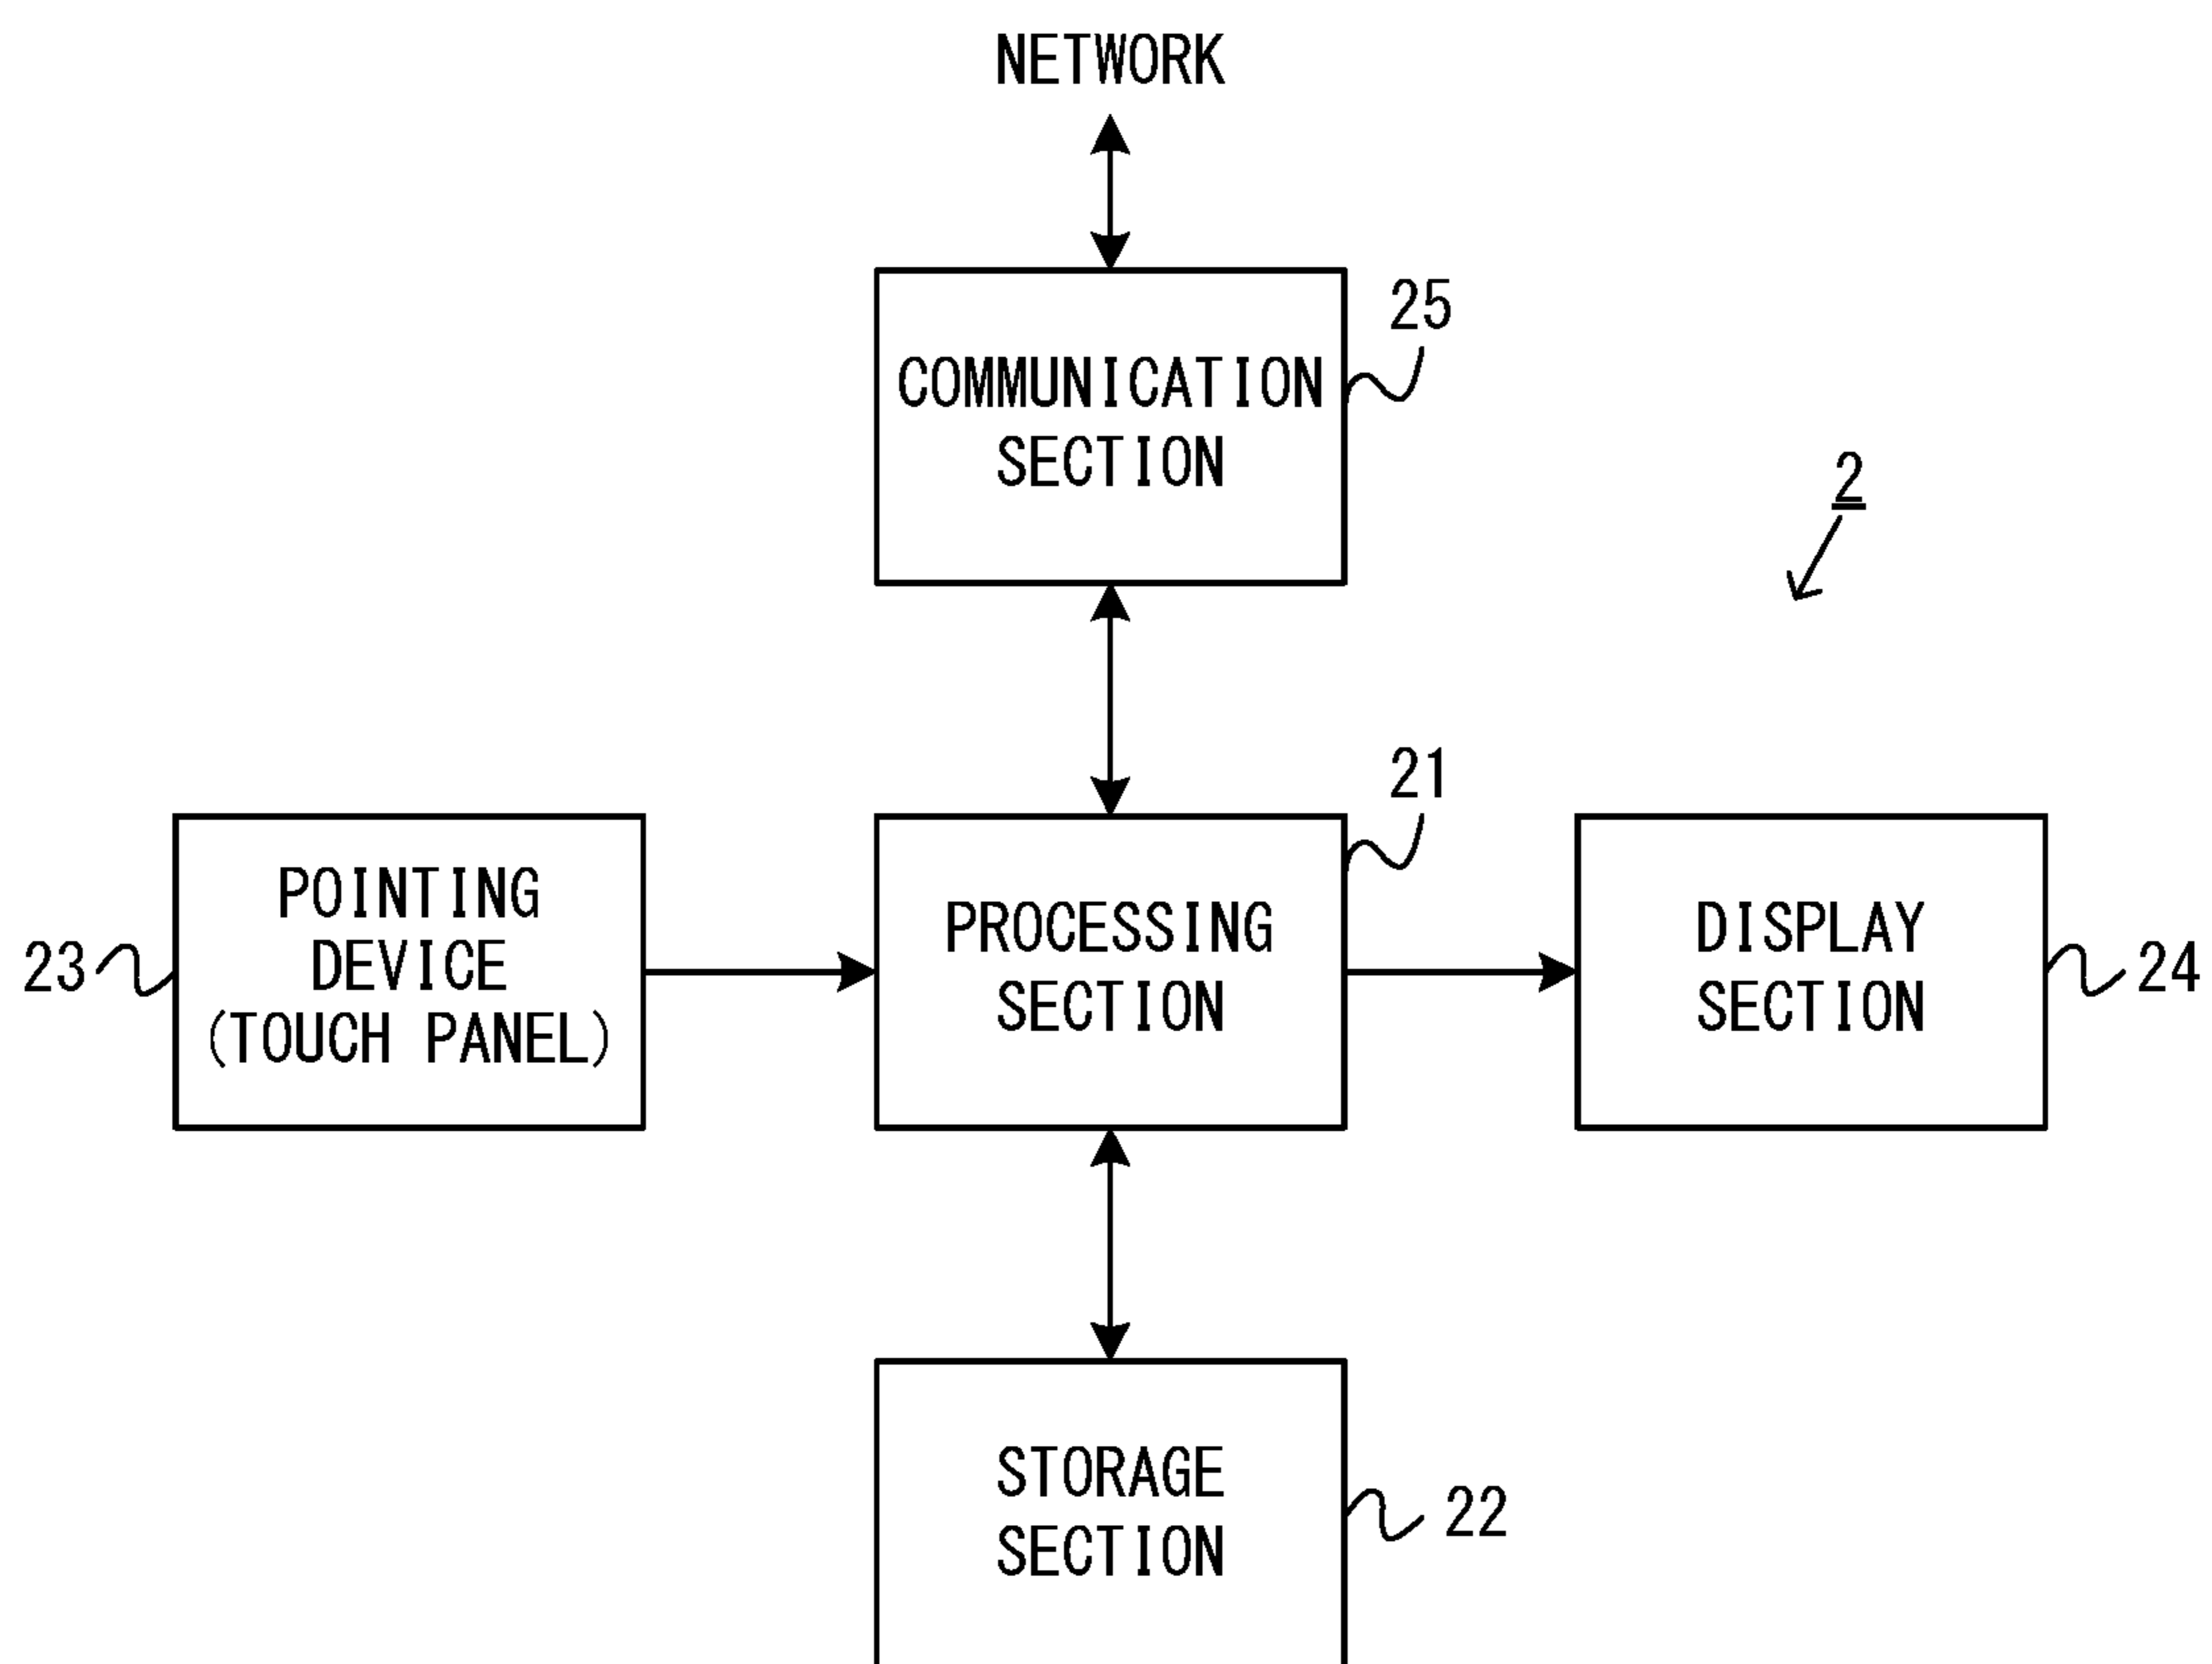 NETWORK
25
COMMUNICATION
SECTION
2
21
POINTING
DEVICE
(TOUCH PANEL)
23
PROCESSING
SECTION
DISPLAY
SECTION
24
STORAGE
SECTION
22